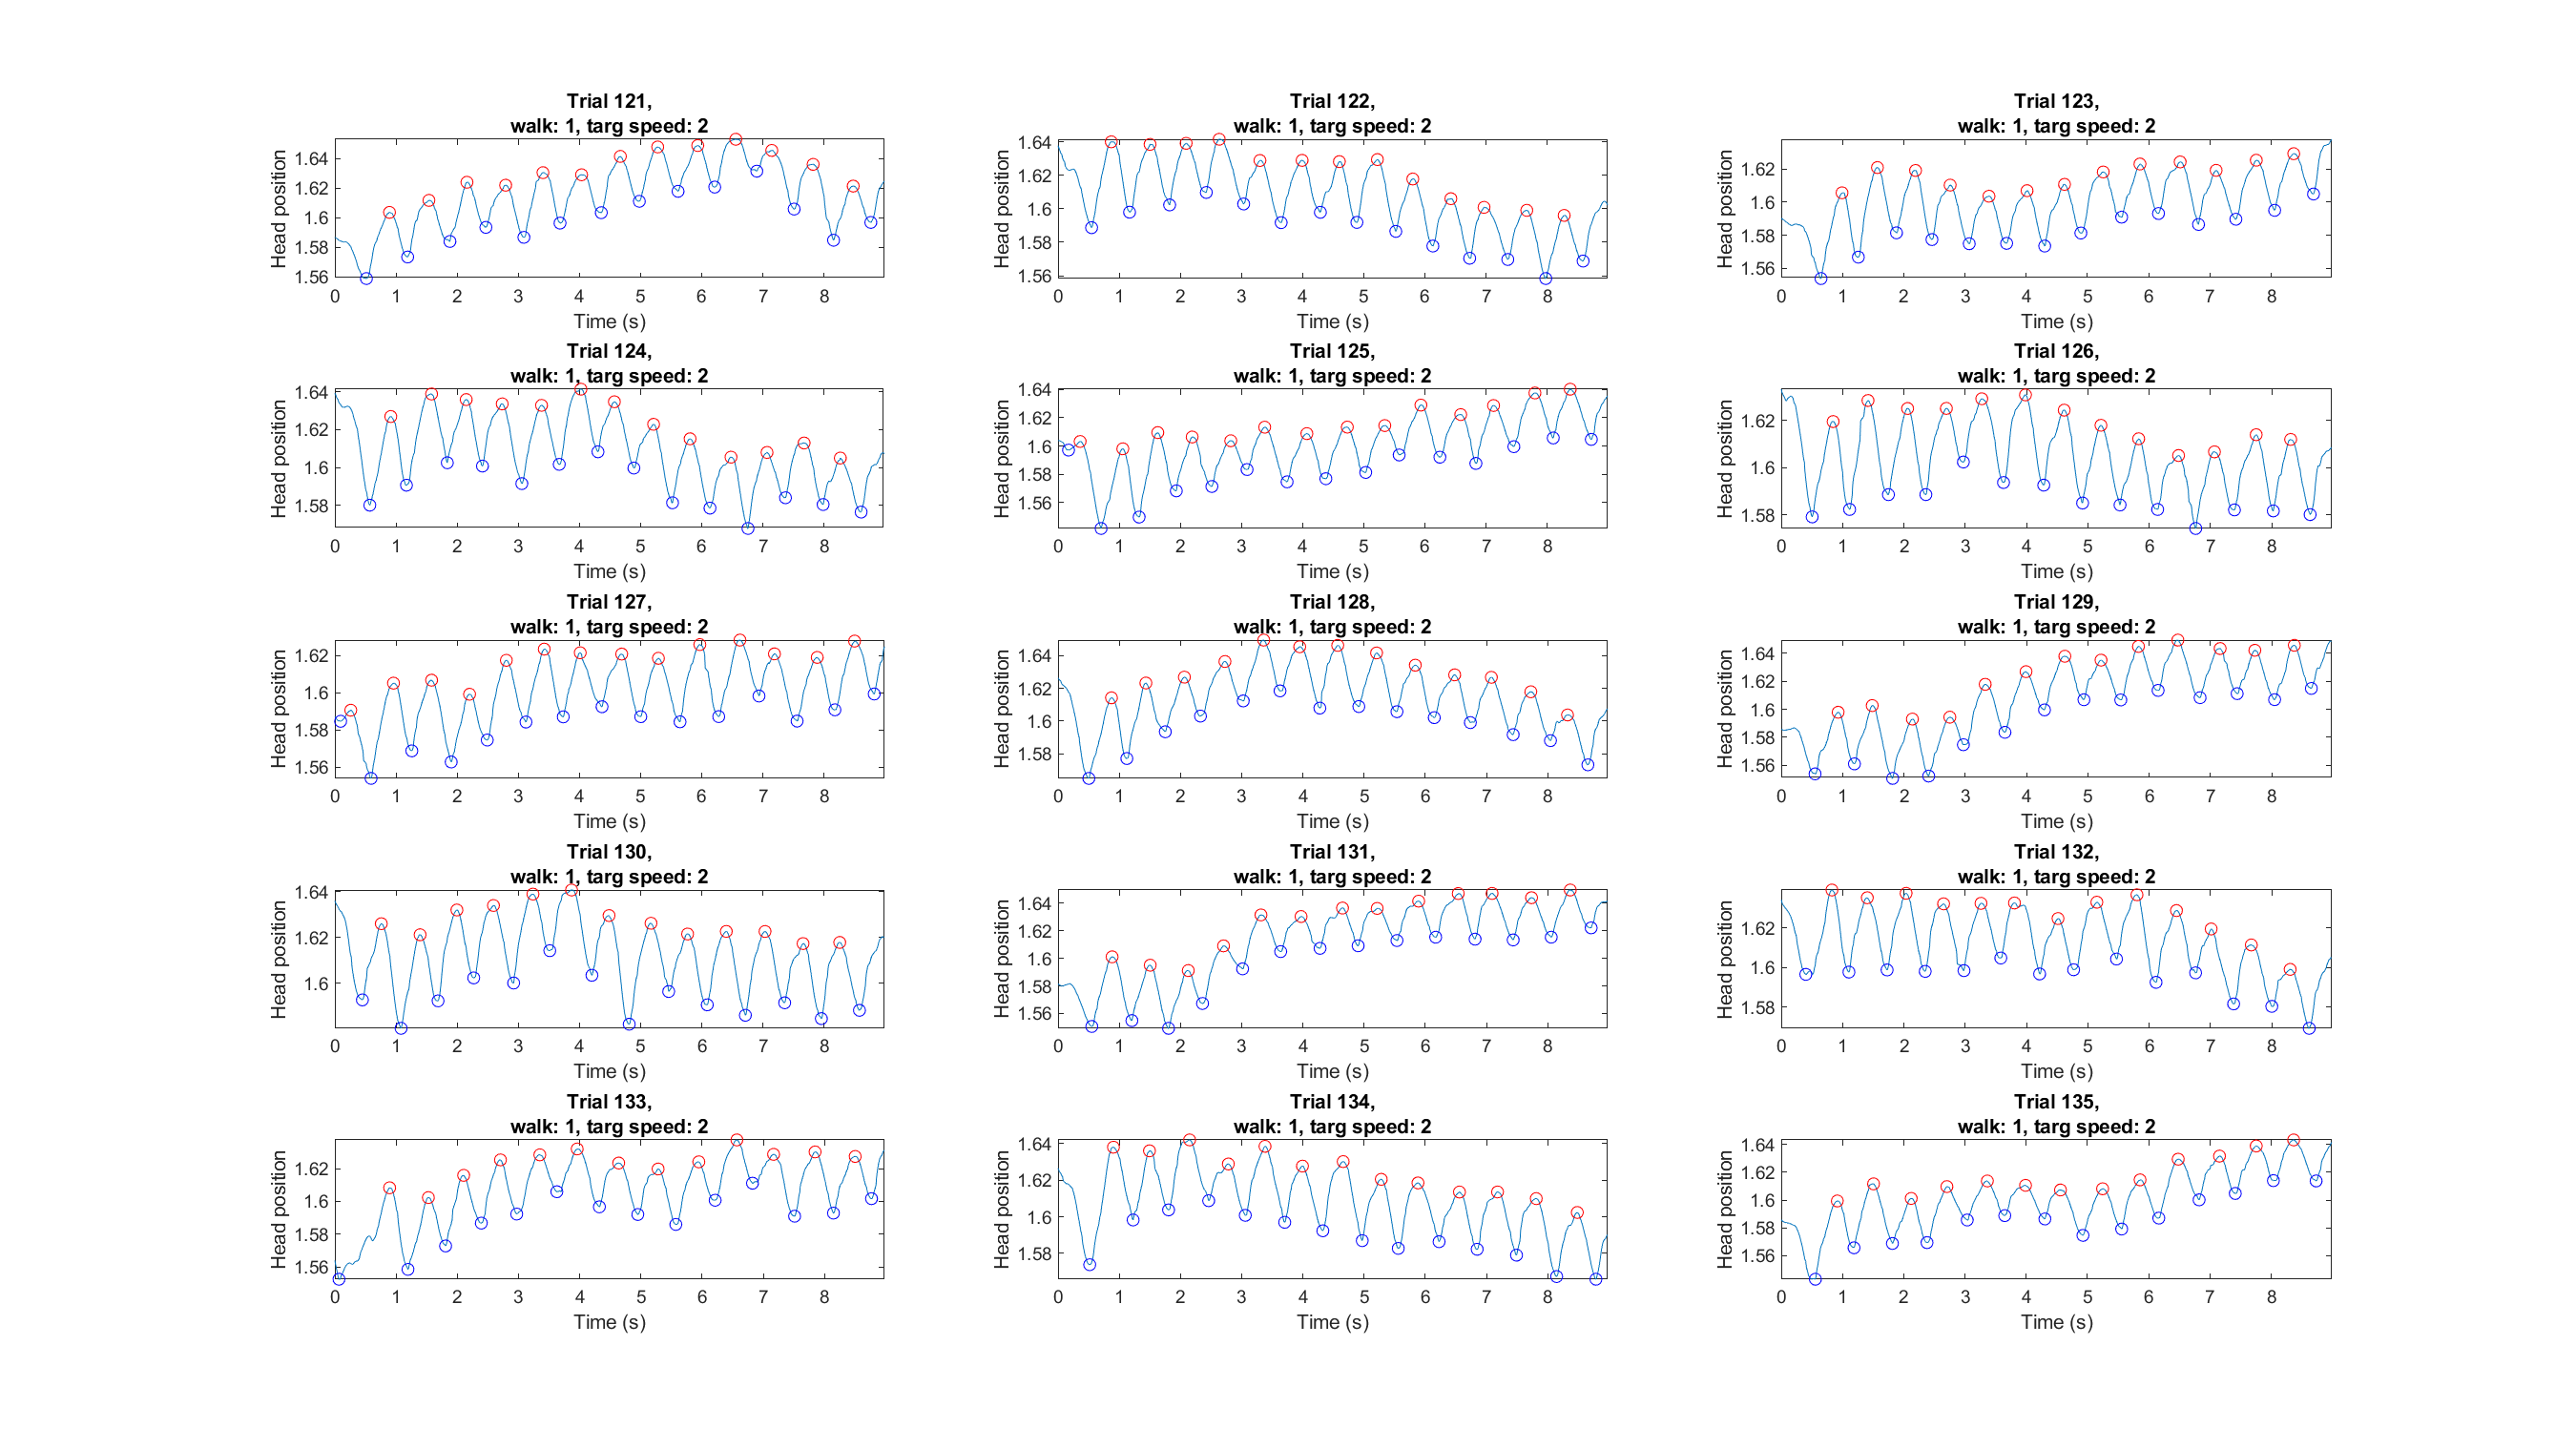 Trial 121,
walk: 1, targ speed: 2
Head position
1.64
1.62
1.6
1.58
1.56
0 1 2 3 4 5 6 7 8
Time (s)
Trial 122,
walk: 1, targ speed: 2
Head position
1.64
1.62
1.6
1.58
1.56
0 1 2 3 4 5 6 7 8
Time (s)
Trial 123,
walk: 1, targ speed: 2
Head position
1.62
1.6
1.58
1.56
0 1 2 3 4 5 6 7 8
Time (s)
Trial 124,
walk: 1, targ speed: 2
Head position
1.64
1.62
1.6
1.58
0 1 2 3 4 5 6 7 8
Time (s)
Trial 125,
walk: 1, targ speed: 2
Head position
1.64
1.62
1.6
1.58
1.56
0 1 2 3 4 5 6 7 8
Time (s)
Trial 126,
walk: 1, targ speed: 2
Head position
1.62
1.6
1.58
0 1 2 3 4 5 6 7 8
Time (s)
Trial 127,
walk: 1, targ speed: 2
Head position
1.62
1.6
1.58
1.56
0 1 2 3 4 5 6 7 8
Time (s)
Trial 128,
walk: 1, targ speed: 2
Head position
1.64
1.62
1.6
1.58
0 1 2 3 4 5 6 7 8
Time (s)
Trial 129,
walk: 1, targ speed: 2
Head position
1.64
1.62
1.6
1.58
1.56
0 1 2 3 4 5 6 7 8
Time (s)
Trial 130,
walk: 1, targ speed: 2
Head position
1.64
1.62
1.6
0 1 2 3 4 5 6 7 8
Time (s)
Trial 131,
walk: 1, targ speed: 2
Head position
1.64
1.62
1.6
1.58
1.56
0 1 2 3 4 5 6 7 8
Time (s)
Trial 132,
walk: 1, targ speed: 2
Head position
1.62
1.6
1.58
0 1 2 3 4 5 6 7 8
Time (s)
Trial 133,
walk: 1, targ speed: 2
Head position
1.62
1.6
1.58
1.56
0 1 2 3 4 5 6 7 8
Time (s)
Trial 134,
walk: 1, targ speed: 2
Head position
1.64
1.62
1.6
1.58
0 1 2 3 4 5 6 7 8
Time (s)
Trial 135,
walk: 1, targ speed: 2
Head position
1.64
1.62
1.6
1.58
1.56
0 1 2 3 4 5 6 7 8
Time (s)